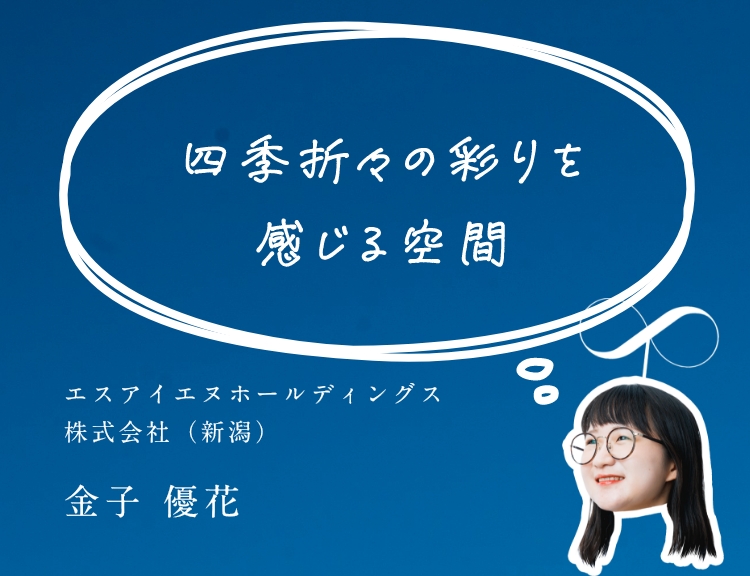 四季折々の彩りを
感じる空間
エスアイエヌホールディングス
株式会社（新潟）
金子 優花